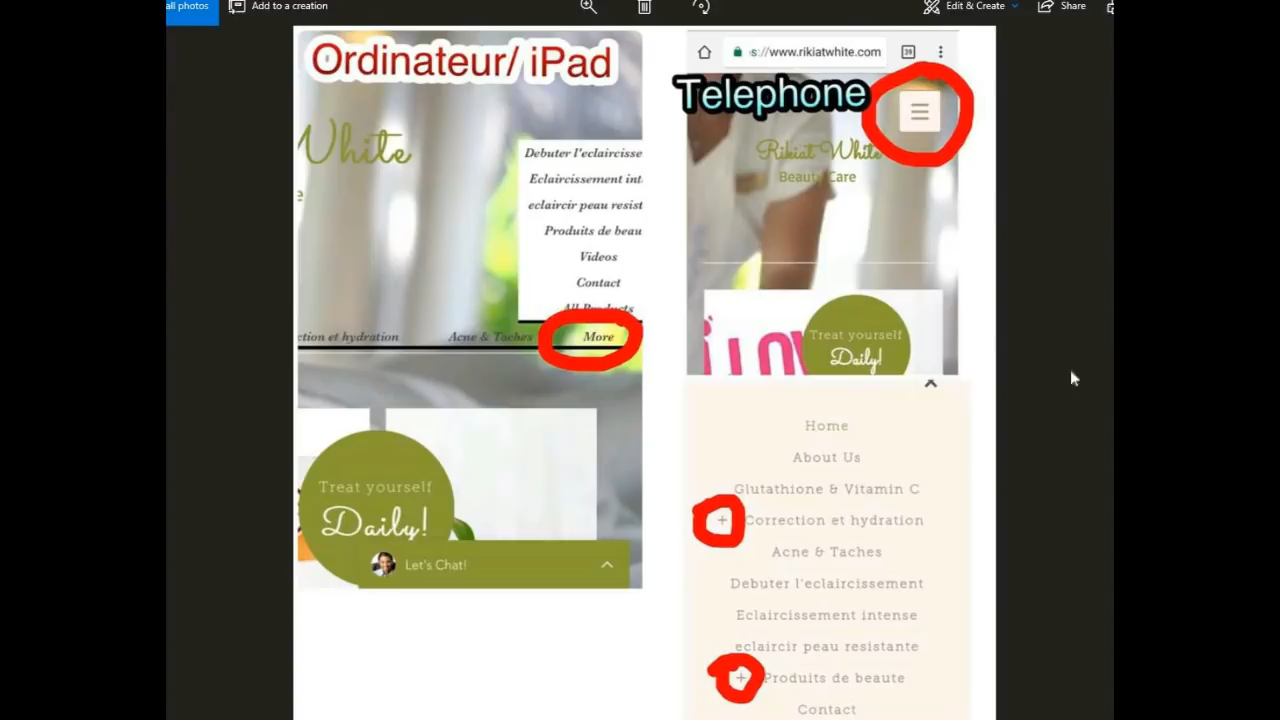 all photos
Add to a creation
Edit & Create
Share
Ordinateur/ iPad
White
Debuter l'eclaircisse
Eclaircissement int
eclaircir peau resist
Produits de beau
Videos
Contact
All Products
ction et hydration
Acne & Taches
More
Treat yourself
Daily!
Let's Chat!
s://www.rikiatwhite.com
39
Telephone
Rikiat White
Beauty Care
I LOV
Treat yourself
Daily!
Home
About Us
Glutathione & Vitamin C
+ Correction et hydration
Acne & Taches
Debuter l'eclaircissement
Eclaircissement intense
eclaircir peau resistante
+ Produits de beaute
Contact